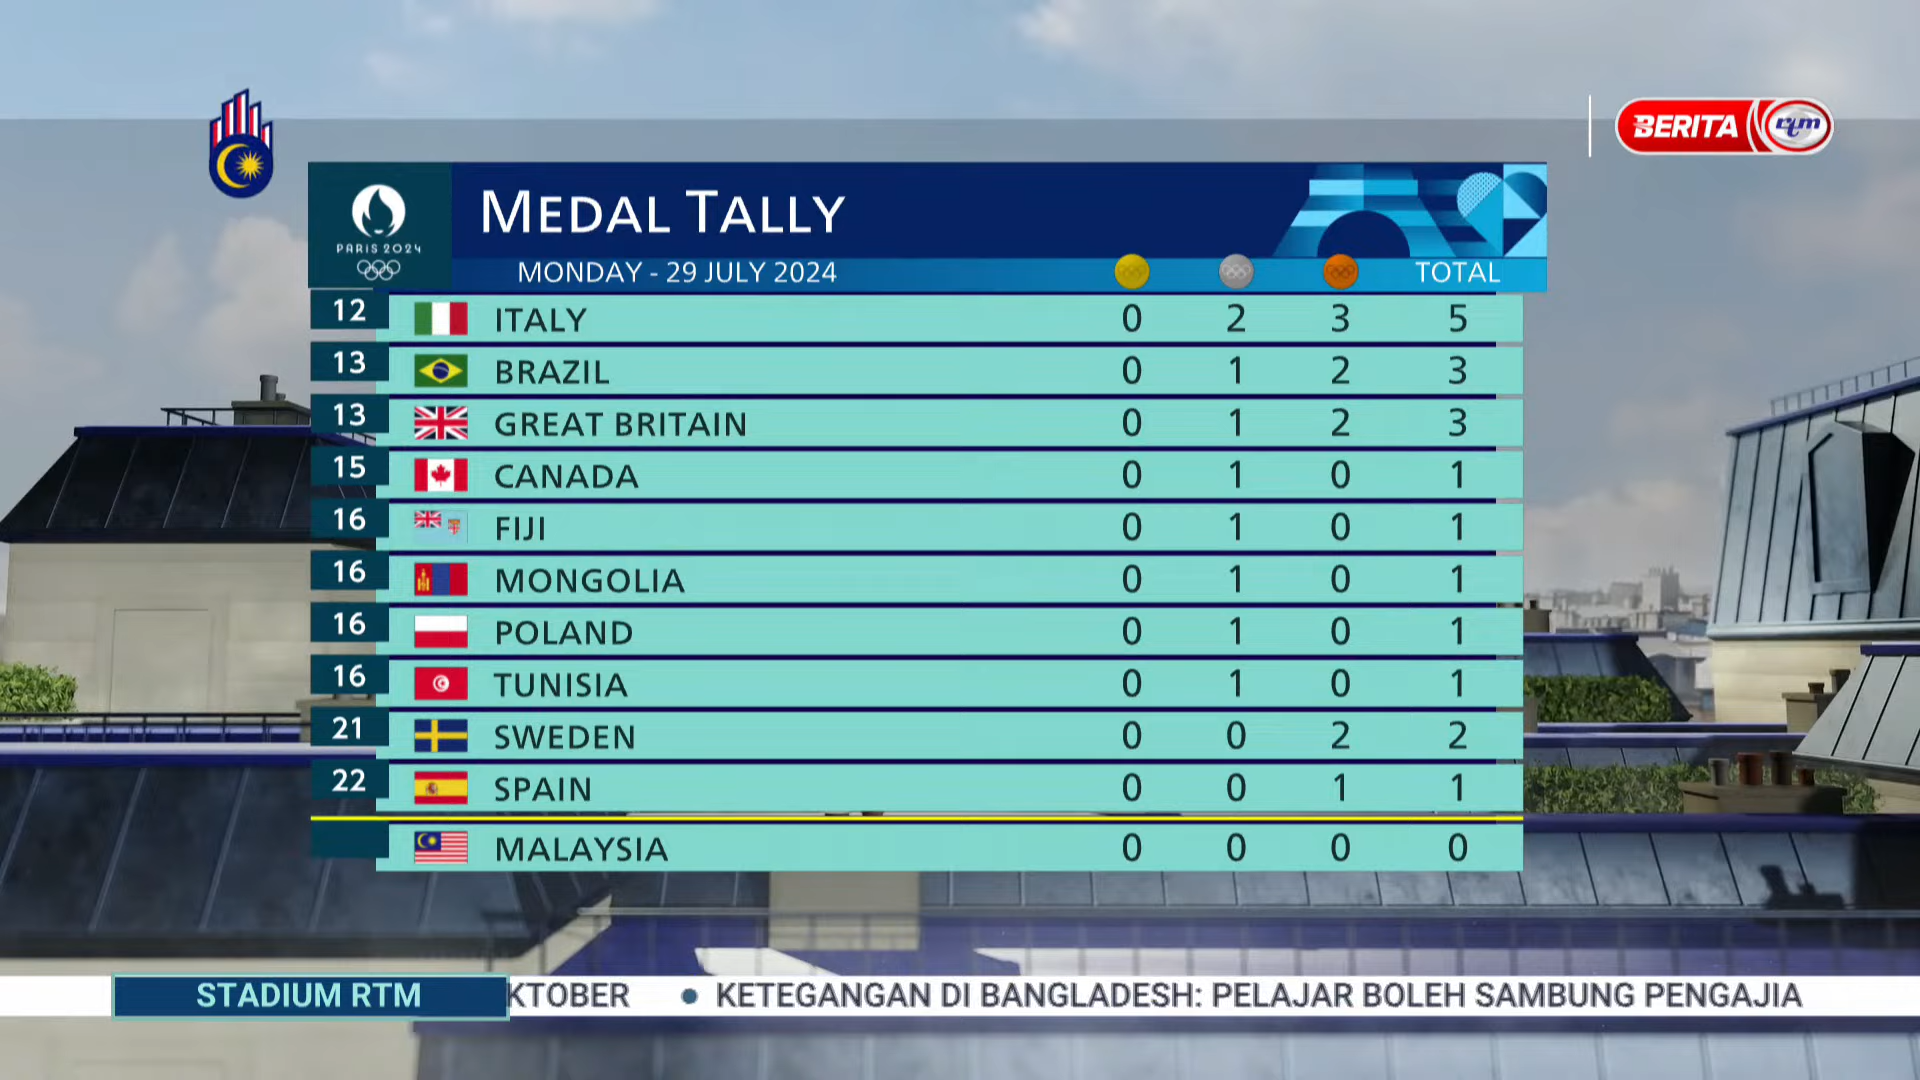 BERITA rtm
MEDAL TALLY
PARIS 2024
MONDAY - 29 JULY 2024 TOTAL
12 ITALY 0 2 3 5
13 BRAZIL 0 1 2 3
13 GREAT BRITAIN 0 1 2 3
15 CANADA 0 1 0 1
16 FIJI 0 1 0 1
16 MONGOLIA 0 1 0 1
16 POLAND 0 1 0 1
16 TUNISIA 0 1 0 1
21 SWEDEN 0 0 2 2
22 SPAIN 0 0 1 1
MALAYSIA 0 0 0 0
STADIUM RTM KTOBER • KETEGANGAN DI BANGLADESH: PELAJAR BOLEH SAMBUNG PENGAJIA